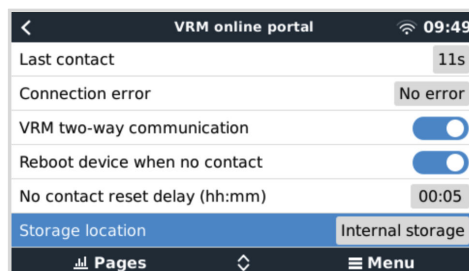 VRM online portal 09:49
Last contact 11s
Connection error No error
VRM two-way communication
Reboot device when no contact
No contact reset delay (hh:mm) 00:05
Storage location Internal storage
Pages Menu